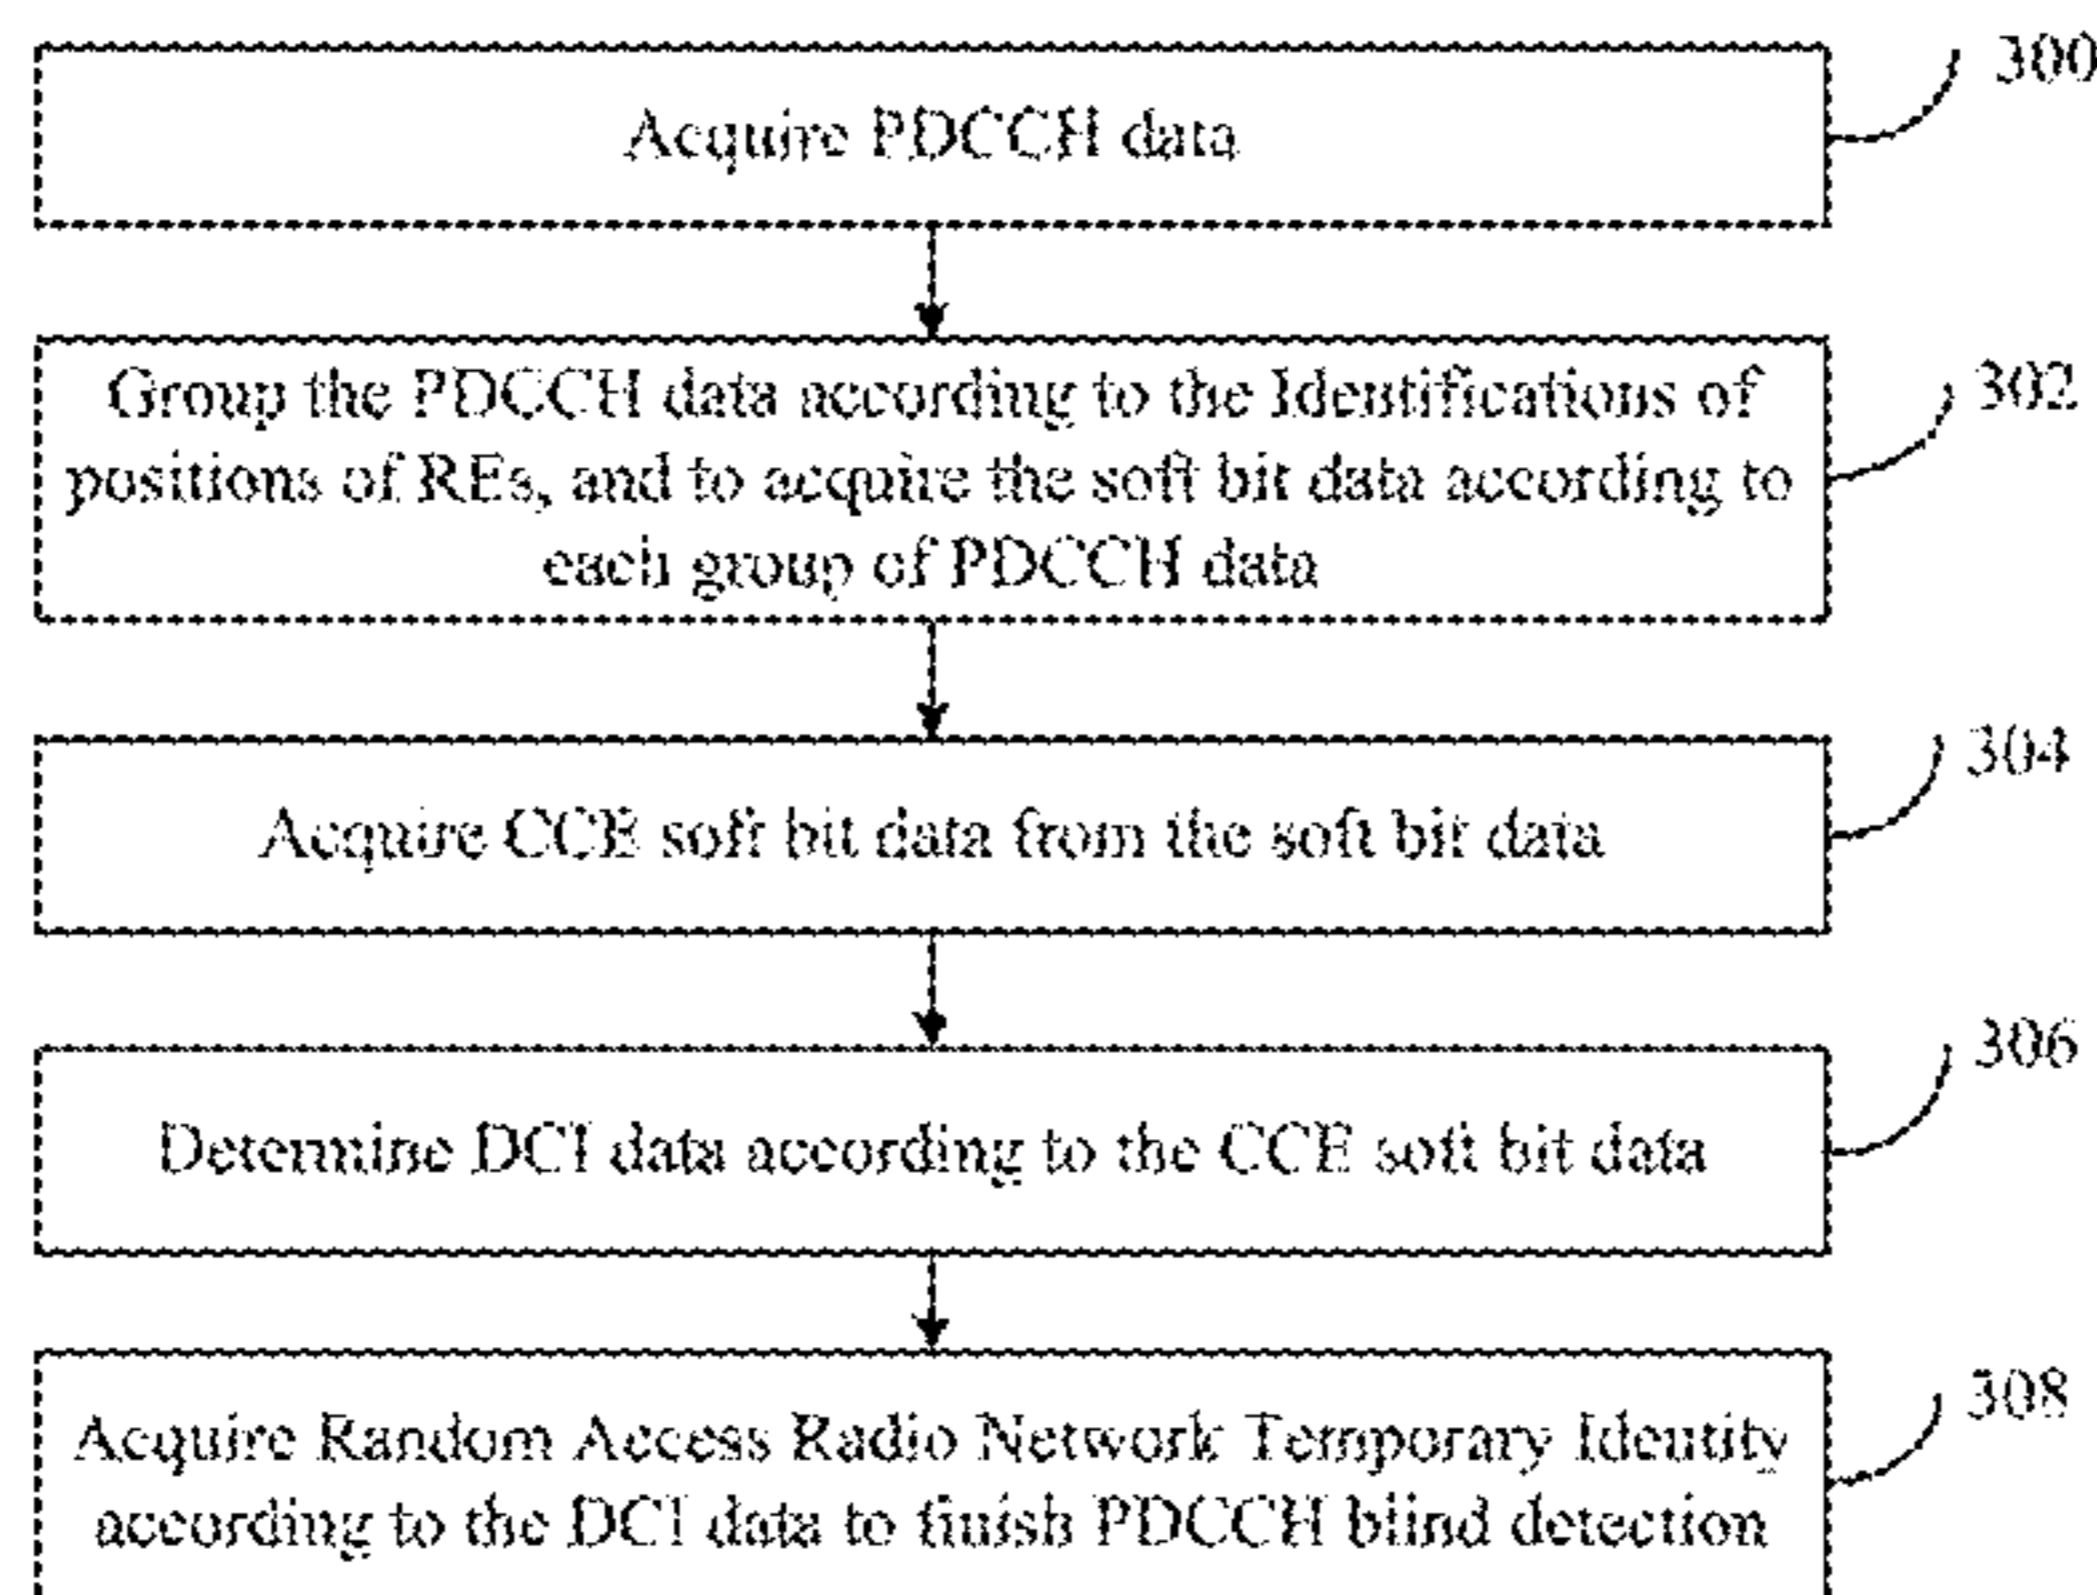 Acquire PDCCH data
300
Group the PDCCH data according to the Identifications of
positions of REs, and to acquire the soft bit data according to
each group of PDCCH data
302
Acquire CCE soft bit data from the soft bit data
304
Determine DCI data according to the CCE soft bit data
306
Acquire Random Access Radio Network Temporary Identity
according to the DCI data to finish PDCCH blind detection
308